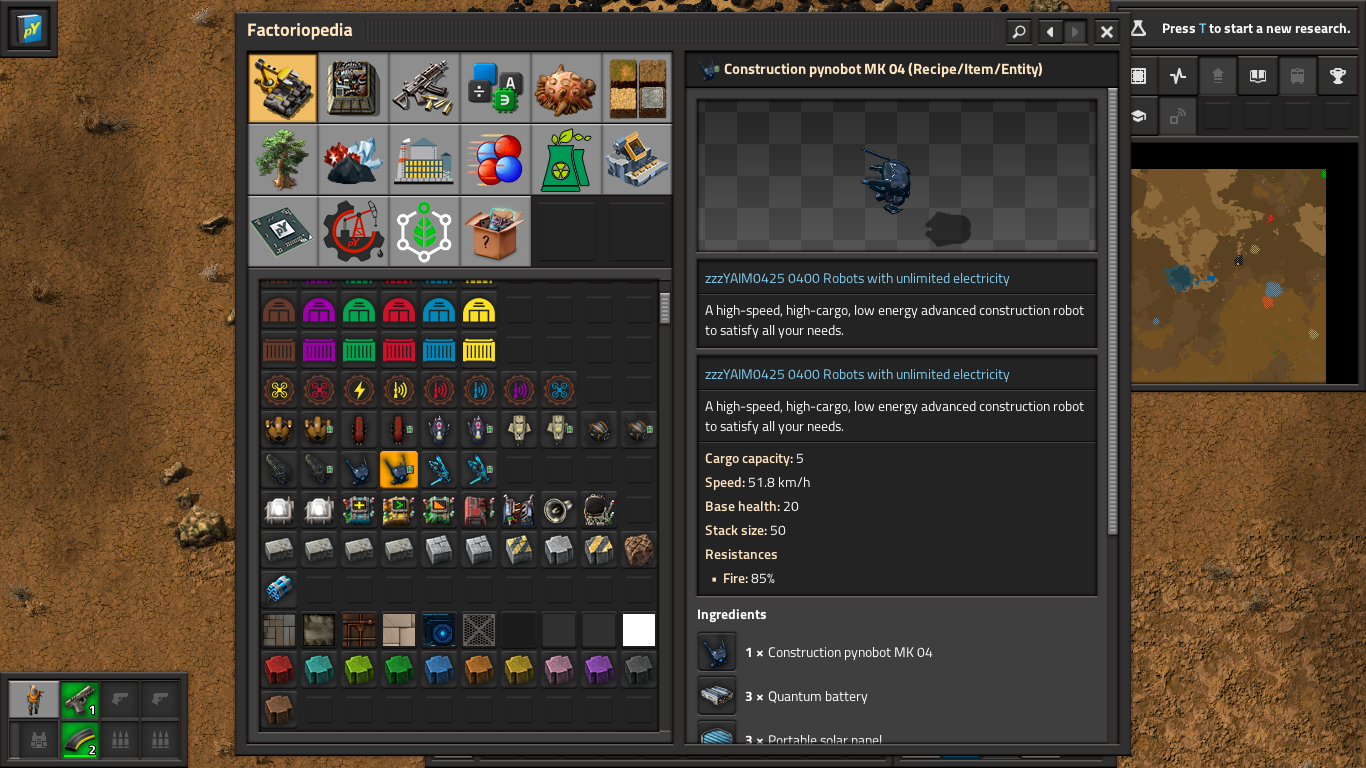 pY
Factoriopedia
Press T to start a new research.
A
pY
pY
?
Construction pynobot MK 04 (Recipe/Item/Entity)
zzzYAIM0425 0400 Robots with unlimited electricity
A high-speed, high-cargo, low energy advanced construction robot
to satisfy all your needs.
zzzYAIM0425 0400 Robots with unlimited electricity
A high-speed, high-cargo, low energy advanced construction robot
to satisfy all your needs.
Cargo capacity: 5
Speed: 51.8 km/h
Base health: 20
Stack size: 50
Resistances
• Fire: 85%
Ingredients
1 × Construction pynobot MK 04
3 × Quantum battery
3 × Portable solar panel
1
2